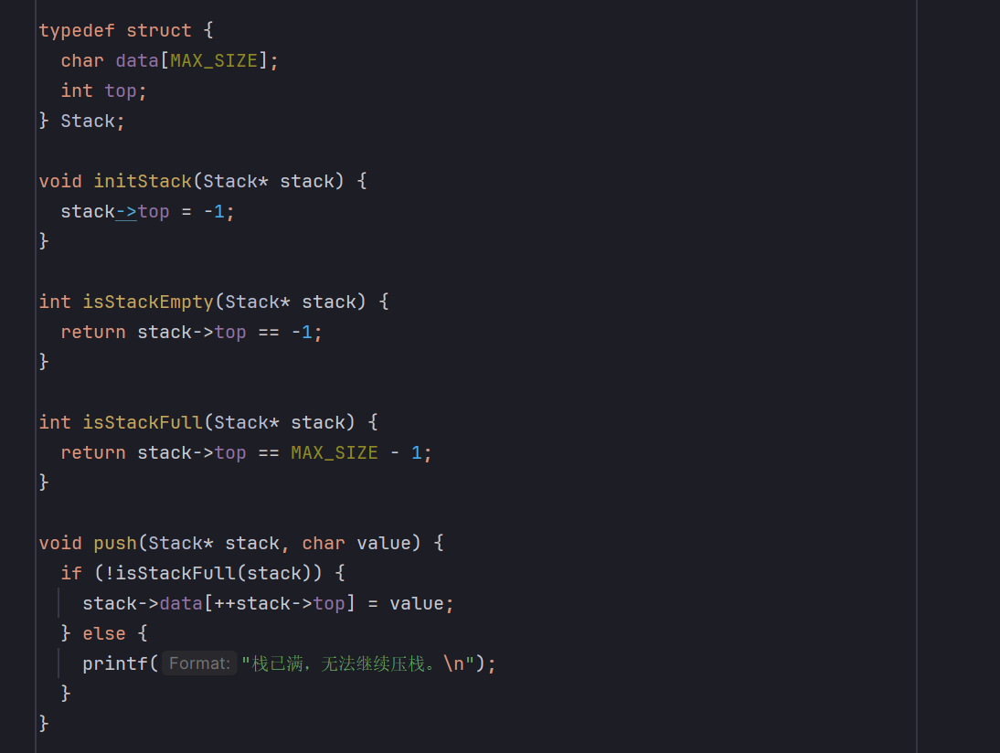 typedef struct {
  char data[MAX_SIZE];
  int top;
} Stack;

void initStack(Stack* stack) {
  stack->top = -1;
}

int isStackEmpty(Stack* stack) {
  return stack->top == -1;
}

int isStackFull(Stack* stack) {
  return stack->top == MAX_SIZE - 1;
}

void push(Stack* stack, char value) {
  if (!isStackFull(stack)) {
    stack->data[++stack->top] = value;
  } else {
    printf( Format: "栈已满，无法继续压栈。\n");
  }
}